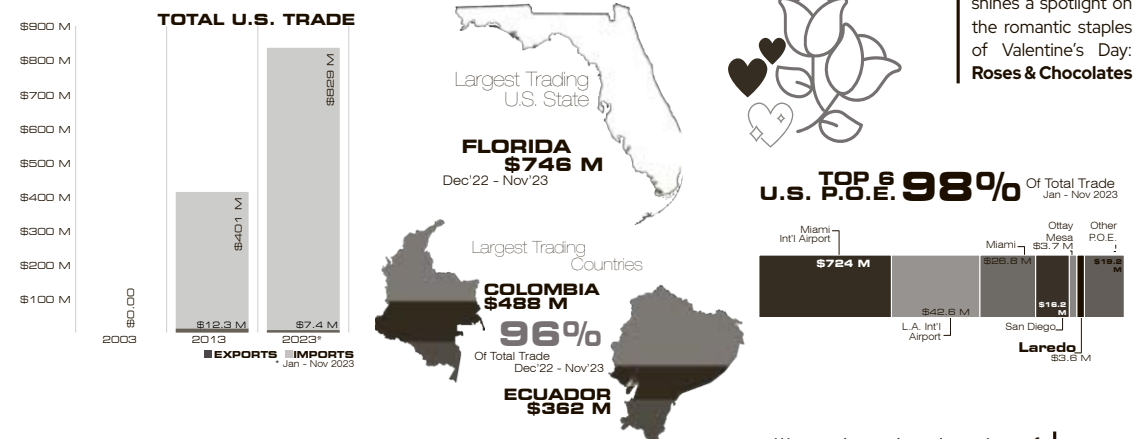 TOTAL U.S. TRADE
$900 M
$800 M
$700 M
$600 M
$500 M
$400 M
$300 M
$200 M
$100 M
$0.00
$401 M
$12.3 M
$829 M
$7.4 M
2003
2013
2023*
EXPORTS IMPORTS
* Jan - Nov 2023
Largest Trading
U.S. State
FLORIDA
$746 M
Dec'22 - Nov'23
Largest Trading
Countries
COLOMBIA
$488 M
96%
Of Total Trade
Dec'22 - Nov'23
ECUADOR
$362 M
shines a spotlight on
the romantic staples
of Valentine's Day:
Roses & Chocolates
TOP 6
U.S. P.O.E.
98%
Of Total Trade
Jan - Nov 2023
Miami
Int'l Airport
$724 M
L.A. Int'l
Airport
$42.6 M
Miami
$26.8 M
San Diego
$16.2
M
Ottay
Mesa
$3.7 M
Laredo
$3.6 M
Other
P.O.E.
$19.2
M